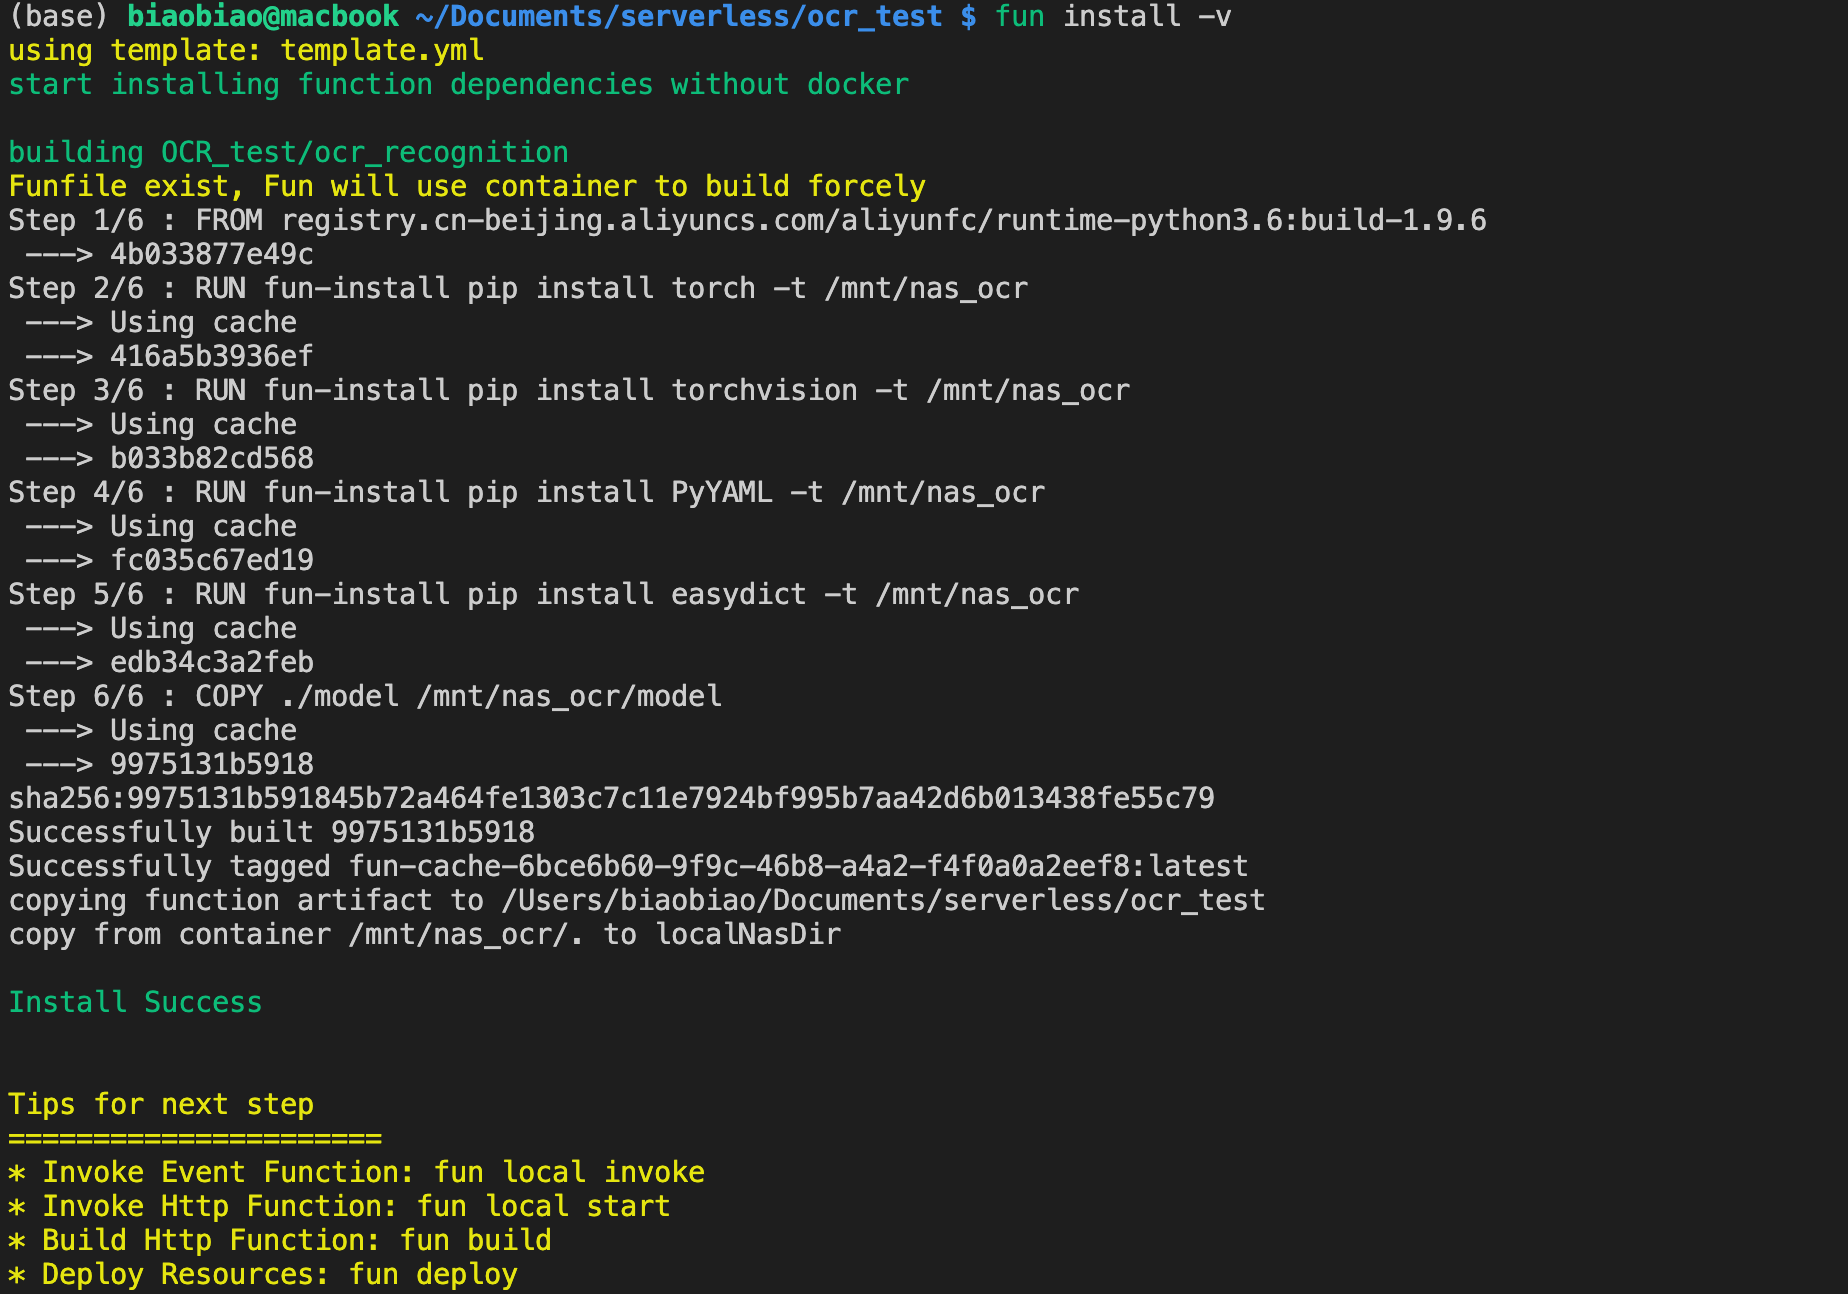 (base) biaobiao@macbook ~/Documents/serverless/ocr_test $ fun install -v
using template: template.yml
start installing function dependencies without docker
building OCR_test/ocr_recognition
Funfile exist, Fun will use container to build forcely
Step 1/6 : FROM registry.cn-beijing.aliyuncs.com/aliyunfc/runtime-python3.6:build-1.9.6
 ---> 4b033877e49c
Step 2/6 : RUN fun-install pip install torch -t /mnt/nas_ocr
 ---> Using cache
 ---> 416a5b3936ef
Step 3/6 : RUN fun-install pip install torchvision -t /mnt/nas_ocr
 ---> Using cache
 ---> b033b82cd568
Step 4/6 : RUN fun-install pip install PyYAML -t /mnt/nas_ocr
 ---> Using cache
 ---> fc035c67ed19
Step 5/6 : RUN fun-install pip install easydict -t /mnt/nas_ocr
 ---> Using cache
 ---> edb34c3a2feb
Step 6/6 : COPY ./model /mnt/nas_ocr/model
 ---> Using cache
 ---> 9975131b5918
sha256:9975131b591845b72a464fe1303c7c11e7924bf995b7aa42d6b013438fe55c79
Successfully built 9975131b5918
Successfully tagged fun-cache-6bce6b60-9f9c-46b8-a4a2-f4f0a0a2eef8:latest
copying function artifact to /Users/biaobiao/Documents/serverless/ocr_test
copy from container /mnt/nas_ocr/. to localNasDir
Install Success
Tips for next step
======================
* Invoke Event Function: fun local invoke
* Invoke Http Function: fun local start
* Build Http Function: fun build
* Deploy Resources: fun deploy